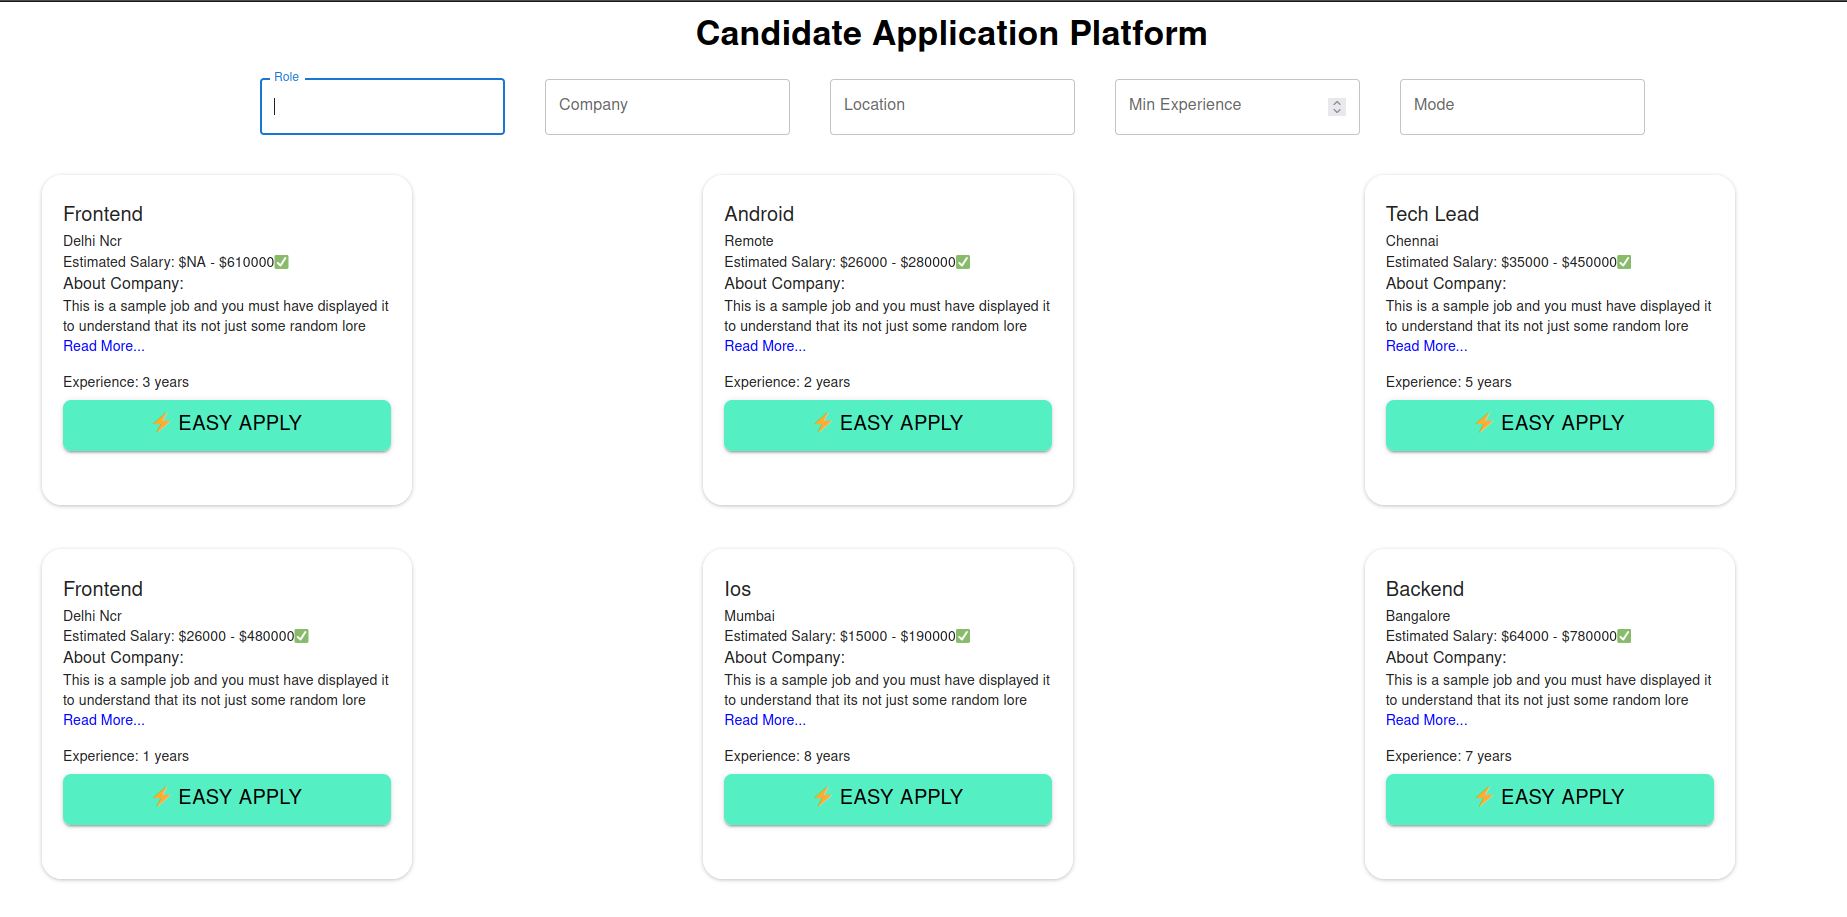 Candidate Application Platform
Role
Company
Location
Min Experience
Mode
Frontend
Delhi Ncr
Estimated Salary: $NA - $610000✅
About Company:
This is a sample job and you must have displayed it
to understand that its not just some random lore
Read More...
Experience: 3 years
⚡ EASY APPLY
Android
Remote
Estimated Salary: $26000 - $280000✅
About Company:
This is a sample job and you must have displayed it
to understand that its not just some random lore
Read More...
Experience: 2 years
⚡ EASY APPLY
Tech Lead
Chennai
Estimated Salary: $35000 - $450000✅
About Company:
This is a sample job and you must have displayed it
to understand that its not just some random lore
Read More...
Experience: 5 years
⚡ EASY APPLY
Frontend
Delhi Ncr
Estimated Salary: $26000 - $480000✅
About Company:
This is a sample job and you must have displayed it
to understand that its not just some random lore
Read More...
Experience: 1 years
⚡ EASY APPLY
Ios
Mumbai
Estimated Salary: $15000 - $190000✅
About Company:
This is a sample job and you must have displayed it
to understand that its not just some random lore
Read More...
Experience: 8 years
⚡ EASY APPLY
Backend
Bangalore
Estimated Salary: $64000 - $780000✅
About Company:
This is a sample job and you must have displayed it
to understand that its not just some random lore
Read More...
Experience: 7 years
⚡ EASY APPLY